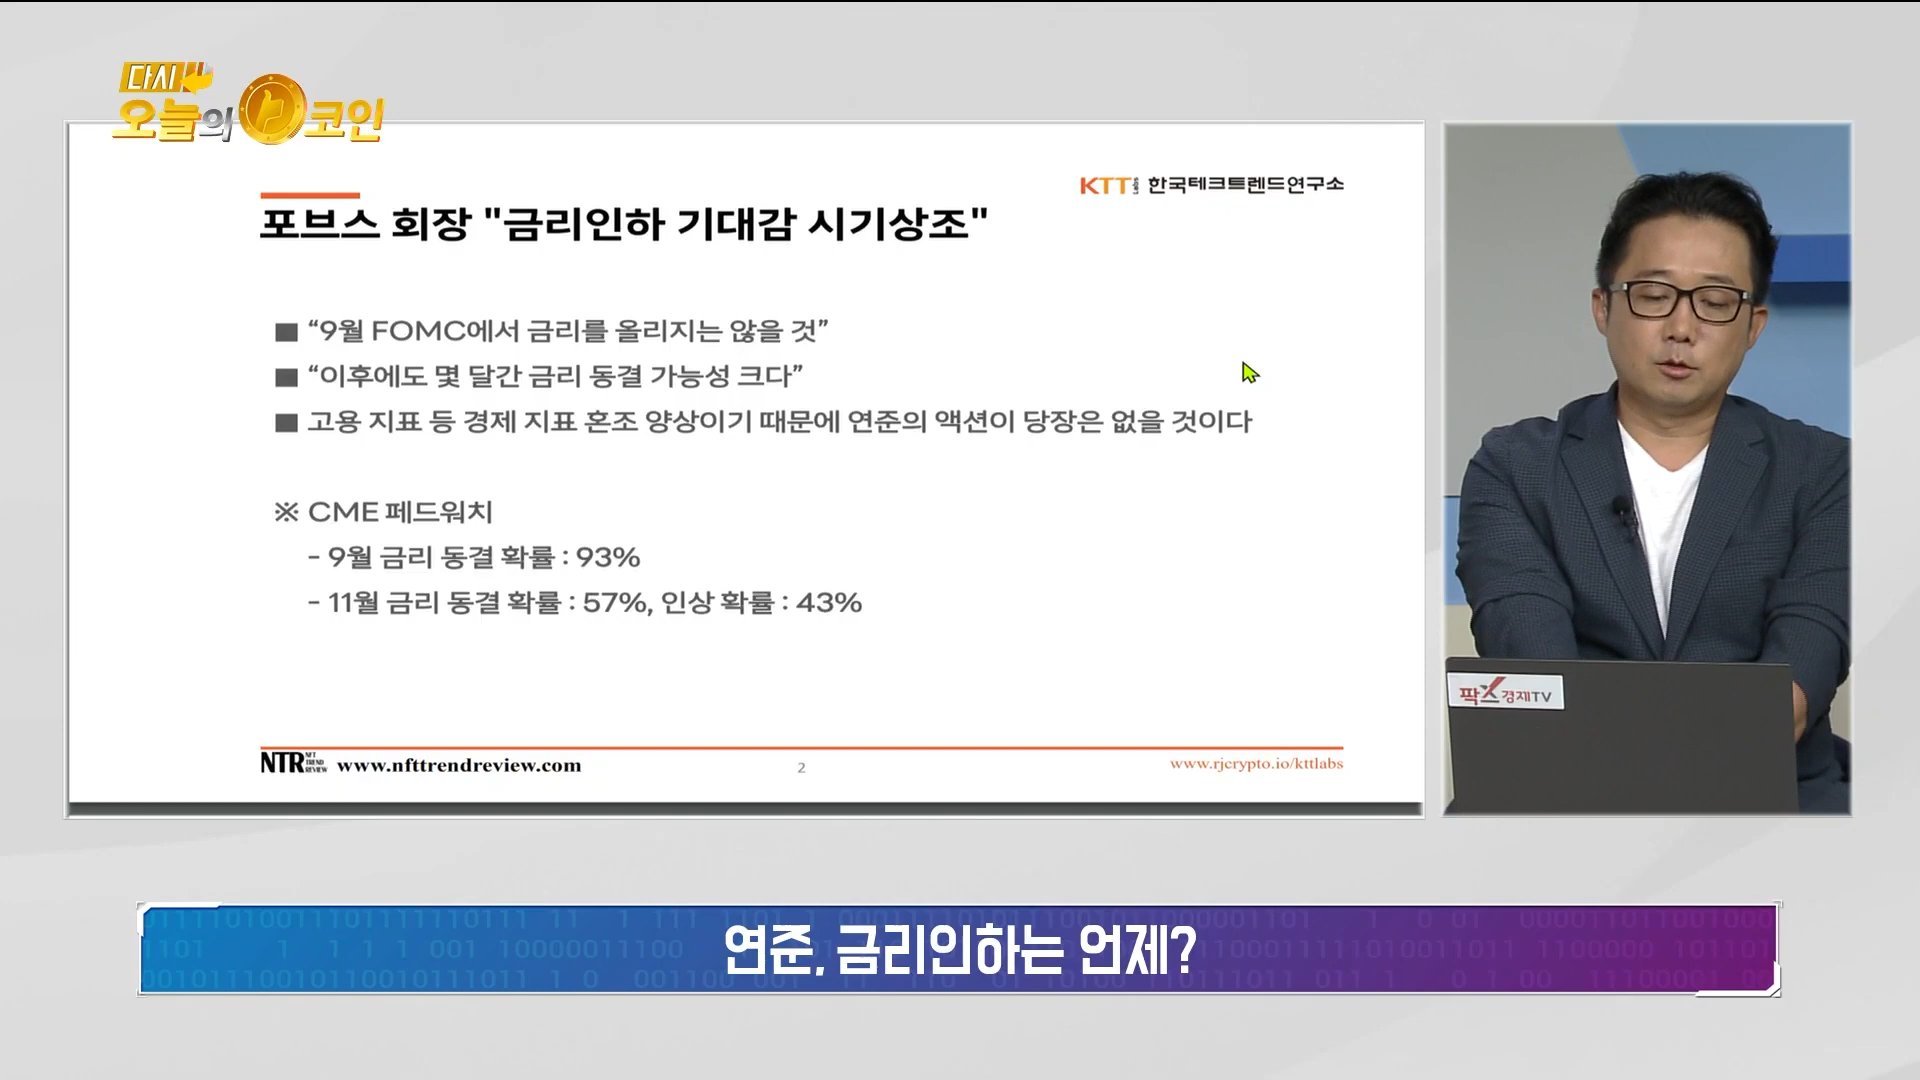 다시
오늘의 코인
KTT Labs 한국테크트렌드연구소
포브스 회장 "금리인하 기대감 시기상조"
■ “9월 FOMC에서 금리를 올리지는 않을 것”
■ “이후에도 몇 달간 금리 동결 가능성 크다”
■ 고용 지표 등 경제 지표 혼조 양상이기 때문에 연준의 액션이 당장은 없을 것이다
※ CME 페드워치
- 9월 금리 동결 확률 : 93%
- 11월 금리 동결 확률 : 57%, 인상 확률 : 43%
팍스경제TV
NTR NFT TREND REVIEW www.nfttrendreview.com 2 www.rjcrypto.io/kttlabs
연준, 금리인하는 언제?